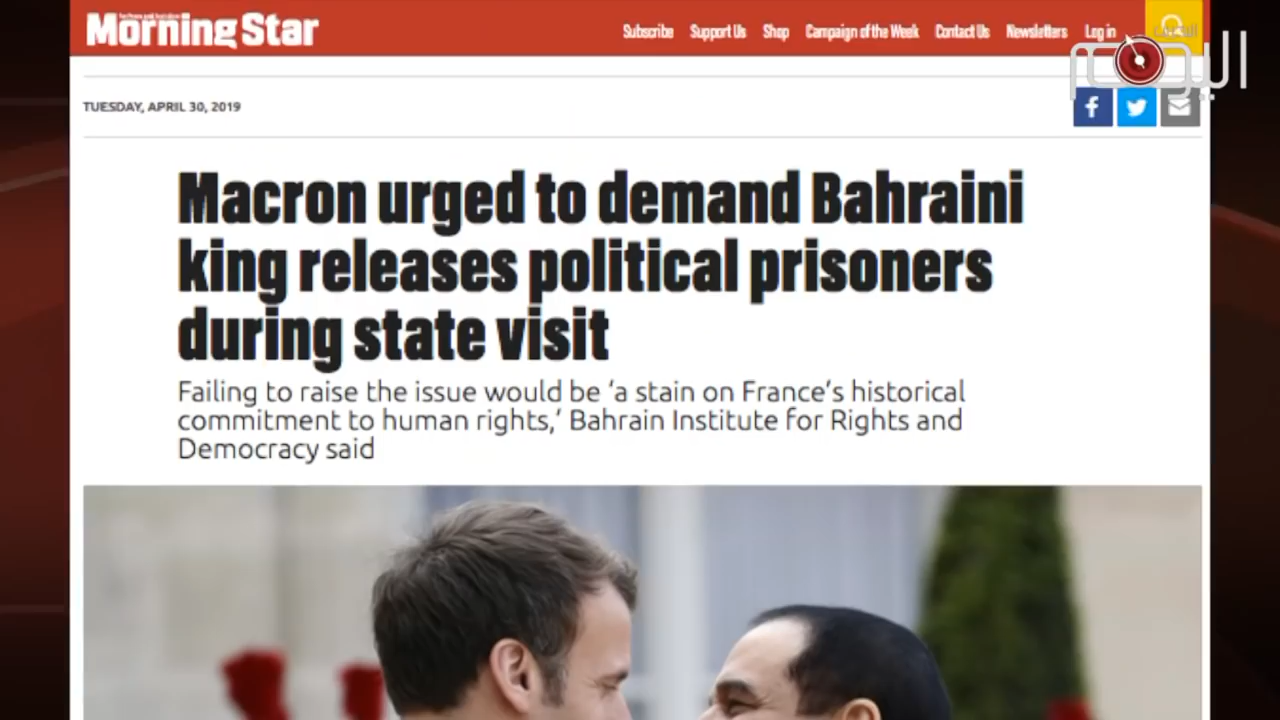 Morning Star
Subscribe Support Us Shop Campaign of the Week Contact Us Newsletters Log in
اليوم
TUESDAY, APRIL 30, 2019
Macron urged to demand Bahraini
king releases political prisoners
during state visit
Failing to raise the issue would be ‘a stain on France’s historical
commitment to human rights,’ Bahrain Institute for Rights and
Democracy said